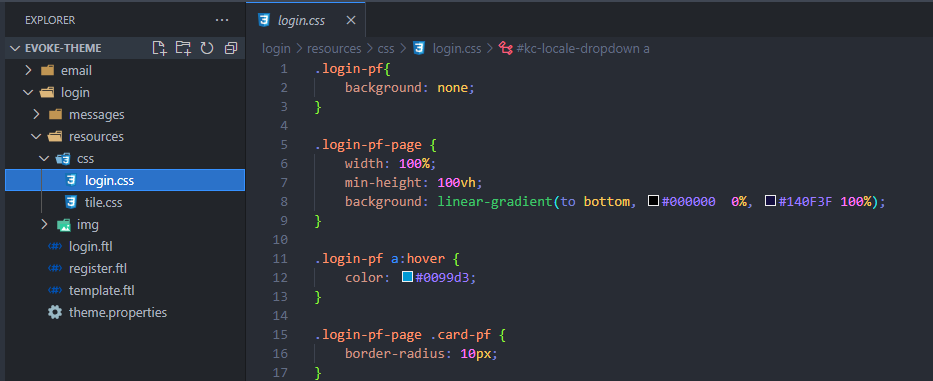 EXPLORER ...
EVOKE-THEME
email
login
messages
resources
css
login.css
tile.css
img
login.ftl
register.ftl
template.ftl
theme.properties
login.css
login > resources > css > login.css > #kc-locale-dropdown a
1 .login-pf{
2 background: none;
3 }
4
5 .login-pf-page {
6 width: 100%;
7 min-height: 100vh;
8 background: linear-gradient(to bottom, #000000  0%, #140F3F 100%);
9 }
10
11 .login-pf a:hover {
12 color: #0099d3;
13 }
14
15 .login-pf-page .card-pf {
16 border-radius: 10px;
17 }